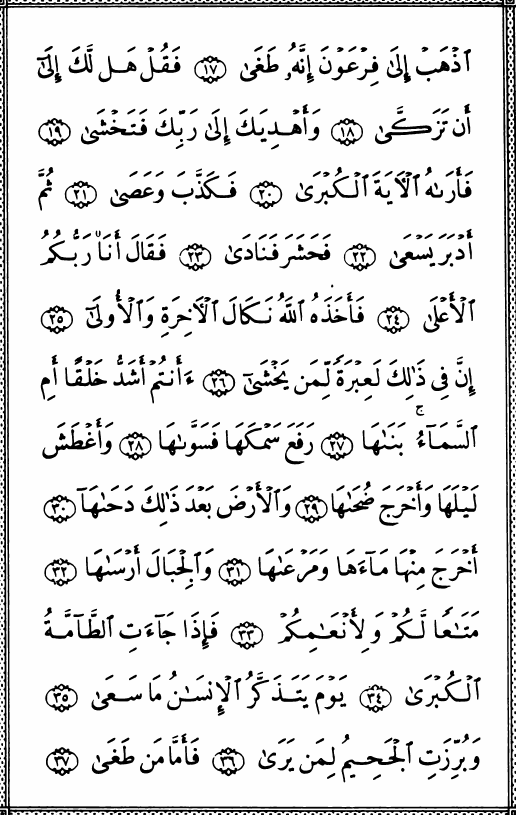 ٱذْهَبْ إِلَىٰ فِرْعَوْنَ إِنَّهُۥ طَغَىٰ ١٧ فَقُلْ هَل لَّكَ إِلَىٰٓ
أَن تَزَكَّىٰ ١٨ وَأَهْدِيَكَ إِلَىٰ رَبِّكَ فَتَخْشَىٰ ١٩
فَأَرَىٰهُ ٱلْأٓيَةَ ٱلْكُبْرَىٰ ٢٠ فَكَذَّبَ وَعَصَىٰ ٢١ ثُمَّ
أَدْبَرَ يَسْعَىٰ ٢٢ فَحَشَرَ فَنَادَىٰ ٢٣ فَقَالَ أَنَا۠ رَبُّكُمُ
ٱلْأَعْلَىٰ ٢٤ فَأَخَذَهُ ٱللَّهُ نَكَالَ ٱلْأٓخِرَةِ وَٱلْأُولَىٰٓ ٢٥
إِنَّ فِى ذَٰلِكَ لَعِبْرَةً لِّمَن يَخْشَىٰٓ ٢٦ ءَأَنتُمْ أَشَدُّ خَلْقًا أَمِ
ٱلسَّمَآءُ ۚ بَنَىٰهَا ٢٧ رَفَعَ سَمْكَهَا فَسَوَّىٰهَا ٢٨ وَأَغْطَشَ
لَيْلَهَا وَأَخْرَجَ ضُحَىٰهَا ٢٩ وَٱلْأَرْضَ بَعْدَ ذَٰلِكَ دَحَىٰهَآ ٣٠
أَخْرَجَ مِنْهَا مَآءَهَا وَمَرْعَىٰهَا ٣١ وَٱلْجِبَالَ أَرْسَىٰهَا ٣٢
مَتَٰعًا لَّكُمْ وَلِأَنْعَٰمِكُمْ ٣٣ فَإِذَا جَآءَتِ ٱلطَّآمَّةُ
ٱلْكُبْرَىٰ ٣٤ يَوْمَ يَتَذَكَّرُ ٱلْإِنسَٰنُ مَا سَعَىٰ ٣٥
وَبُرِّزَتِ ٱلْجَحِيمُ لِمَن يَرَىٰ ٣٦ فَأَمَّا مَن طَغَىٰ ٣٧